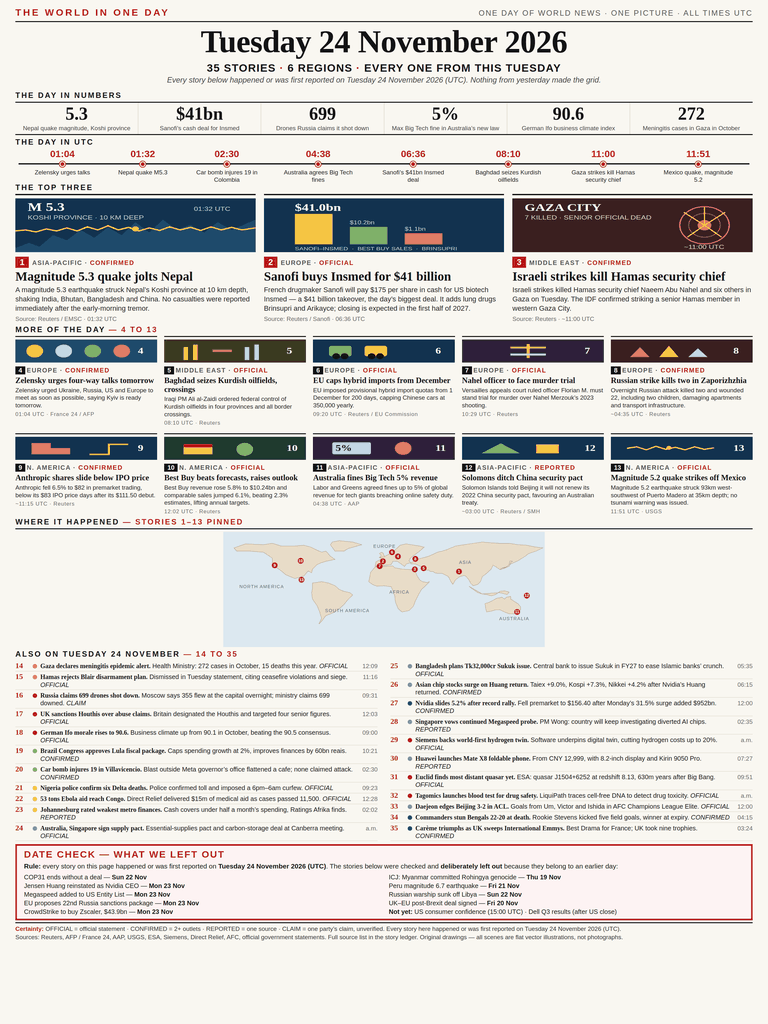 THE WORLD IN ONE DAY
ONE DAY OF WORLD NEWS · ONE PICTURE · ALL TIMES UTC
Tuesday 24 November 2026
35 STORIES · 6 REGIONS · EVERY ONE FROM THIS TUESDAY
Every story below happened or was first reported on Tuesday 24 November 2026 (UTC). Nothing from yesterday made the grid.
THE DAY IN NUMBERS
5.3
Nepal quake magnitude, Koshi province
$41bn
Sanofi's cash deal for Insmed
699
Drones Russia claims it shot down
5%
Max Big Tech fine in Australia's new law
90.6
German Ifo business climate index
272
Meningitis cases in Gaza in October
THE DAY IN UTC
01:04
Zelensky urges talks
01:32
Nepal quake M5.3
02:30
Car bomb injures 19 in
Colombia
04:38
Australia agrees Big Tech
fines
06:36
Sanofi's $41bn Insmed
deal
08:10
Baghdad seizes Kurdish
oilfields
11:00
Gaza strikes kill Hamas
security chief
11:51
Mexico quake, magnitude
5.2
THE TOP THREE
M 5.3
KOSHI PROVINCE · 10 KM DEEP
01:32 UTC
1 ASIA-PACIFIC · CONFIRMED
Magnitude 5.3 quake jolts Nepal
A magnitude 5.3 earthquake struck Nepal's Koshi province at 10 km depth,
shaking India, Bhutan, Bangladesh and China. No casualties were reported
immediately after the early-morning tremor.
Source: Reuters / EMSC · 01:32 UTC
$41.0bn
$10.2bn
$1.1bn
SANOFI–INSMED · BEST BUY SALES · BRINSUPRI
2 EUROPE · OFFICIAL
Sanofi buys Insmed for $41 billion
French drugmaker Sanofi will pay $175 per share in cash for US biotech
Insmed — a $41 billion takeover, the day's biggest deal. It adds lung drugs
Brinsupri and Arikayce; closing is expected in the first half of 2027.
Source: Reuters / Sanofi · 06:36 UTC
GAZA CITY
7 KILLED · SENIOR OFFICIAL DEAD
~11:00 UTC
3 MIDDLE EAST · CONFIRMED
Israeli strikes kill Hamas security chief
Israeli strikes killed Hamas security chief Naeem Abu Nahel and six others in
Gaza on Tuesday. The IDF confirmed striking a senior Hamas member in
western Gaza City.
Source: Reuters · ~11:00 UTC
MORE OF THE DAY — 4 TO 13
4
4 EUROPE · CONFIRMED
Zelensky urges four-way talks tomorrow
Zelensky urged Ukraine, Russia, US and Europe to
meet as soon as possible, saying Kyiv is ready
tomorrow.
01:04 UTC · France 24 / AFP
5
5 MIDDLE EAST · OFFICIAL
Baghdad seizes Kurdish oilfields,
crossings
Iraqi PM Ali al-Zaidi ordered federal control of
Kurdish oilfields in four provinces and all border
crossings.
08:10 UTC · Reuters
6
6 EUROPE · OFFICIAL
EU caps hybrid imports from December
EU imposed provisional hybrid import quotas from 1
December for 200 days, capping Chinese cars at
350,000 yearly.
09:20 UTC · Reuters / EU Commission
7
7 EUROPE · OFFICIAL
Nahel officer to face murder trial
Versailles appeals court ruled officer Florian M. must
stand trial for murder over Nahel Merzouk's 2023
shooting.
10:29 UTC · Reuters
8
8 EUROPE · CONFIRMED
Russian strike kills two in Zaporizhzhia
Overnight Russian attack killed two and wounded
22, including two children, damaging apartments
and transport infrastructure.
~04:35 UTC · Reuters
9
9 N. AMERICA · CONFIRMED
Anthropic shares slide below IPO price
Anthropic fell 6.5% to $82 in premarket trading,
below its $83 IPO price days after its $111.50 debut.
~11:15 UTC · Reuters
10
10 N. AMERICA · OFFICIAL
Best Buy beats forecasts, raises outlook
Best Buy revenue rose 5.8% to $10.24bn and
comparable sales jumped 6.1%, beating 2.3%
estimates, lifting annual targets.
12:02 UTC · Reuters
5%
11
11 ASIA-PACIFIC · OFFICIAL
Australia fines Big Tech 5% revenue
Labor and Greens agreed fines up to 5% of global
revenue for tech giants breaching online safety duty.
04:38 UTC · AAP
12
12 ASIA-PACIFIC · REPORTED
Solomons ditch China security pact
Solomon Islands told Beijing it will not renew its
2022 China security pact, favouring an Australian
treaty.
~03:00 UTC · Reuters / SMH
13
13 N. AMERICA · OFFICIAL
Magnitude 5.2 quake strikes off Mexico
Magnitude 5.2 earthquake struck 93km west-
southwest of Puerto Madero at 35km depth; no
tsunami warning was issued.
11:51 UTC · USGS
WHERE IT HAPPENED — STORIES 1–13 PINNED
EUROPE
ASIA
NORTH AMERICA
AFRICA
SOUTH AMERICA
AUSTRALIA
ALSO ON TUESDAY 24 NOVEMBER — 14 TO 35
14 Gaza declares meningitis epidemic alert. Health Ministry: 272 cases in October, 15 deaths this year. OFFICIAL 12:09
15 Hamas rejects Blair disarmament plan. Dismissed in Tuesday statement, citing ceasefire violations and siege. 11:16
OFFICIAL
16 Russia claims 699 drones shot down. Moscow says 355 flew at the capital overnight; ministry claims 699 09:31
downed. CLAIM
17 UK sanctions Houthis over abuse claims. Britain designated the Houthis and targeted four senior figures. 12:03
OFFICIAL
18 German Ifo morale rises to 90.6. Business climate up from 90.1 in October, beating the 90.5 consensus. 09:00
OFFICIAL
19 Brazil Congress approves Lula fiscal package. Caps spending growth at 2%, improves finances by 60bn reais. 10:21
CONFIRMED
20 Car bomb injures 19 in Villavicencio. Blast outside Meta governor's office flattened a cafe; none claimed attack. 02:30
CONFIRMED
21 Nigeria police confirm six Delta deaths. Police confirmed toll and imposed a 6pm–6am curfew. OFFICIAL 09:23
22 53 tons Ebola aid reach Congo. Direct Relief delivered $15m of medical aid as cases passed 11,500. OFFICIAL 12:28
23 Johannesburg rated weakest metro finances. Cash covers under half a month's spending, Ratings Afrika finds. 02:02
REPORTED
24 Australia, Singapore sign supply pact. Essential-supplies pact and carbon-storage deal at Canberra meeting. a.m.
OFFICIAL
25 Bangladesh plans Tk32,000cr Sukuk issue. Central bank to issue Sukuk in FY27 to ease Islamic banks' crunch. 05:35
OFFICIAL
26 Asian chip stocks surge on Huang return. Taiex +9.0%, Kospi +7.3%, Nikkei +4.2% after Nvidia's Huang 06:15
returned. CONFIRMED
27 Nvidia slides 5.2% after record rally. Fell premarket to $156.40 after Monday's 31.5% surge added $952bn. 12:00
CONFIRMED
28 Singapore vows continued Megaspeed probe. PM Wong: country will keep investigating diverted AI chips. 02:35
REPORTED
29 Siemens backs world-first hydrogen twin. Software underpins digital twin, cutting hydrogen costs up to 20%. a.m.
OFFICIAL
30 Huawei launches Mate X8 foldable phone. From CNY 12,999, with 8.2-inch display and Kirin 9050 Pro. 07:27
REPORTED
31 Euclid finds most distant quasar yet. ESA: quasar J1504+6252 at redshift 8.13, 630m years after Big Bang. 09:51
OFFICIAL
32 Tagomics launches blood test for drug safety. LiquiPath traces cell-free DNA to detect drug toxicity. OFFICIAL a.m.
33 Daejeon edges Beijing 3-2 in ACL. Goals from Um, Victor and Ishida in AFC Champions League Elite. OFFICIAL 12:00
34 Commanders stun Bengals 22-20 at death. Rookie Stevens kicked five field goals, winner at expiry. CONFIRMED 04:15
35 Carème triumphs as UK sweeps International Emmys. Best Drama for France; UK took nine trophies. 03:24
CONFIRMED
DATE CHECK — WHAT WE LEFT OUT
Rule: every story on this page happened or was first reported on Tuesday 24 November 2026 (UTC). The stories below were checked and deliberately left out because they belong to an earlier day:
COP31 ends without a deal — Sun 22 Nov
Jensen Huang reinstated as Nvidia CEO — Mon 23 Nov
Megaspeed added to US Entity List — Mon 23 Nov
EU proposes 22nd Russia sanctions package — Mon 23 Nov
CrowdStrike to buy Zscaler, $43.9bn — Mon 23 Nov
ICJ: Myanmar committed Rohingya genocide — Thu 19 Nov
Peru magnitude 6.7 earthquake — Fri 21 Nov
Russian warship sunk off Libya — Sun 22 Nov
UK–EU post-Brexit deal signed — Fri 20 Nov
Not yet: US consumer confidence (15:00 UTC) · Dell Q3 results (after US close)
Certainty: OFFICIAL = official statement · CONFIRMED = 2+ outlets · REPORTED = one source · CLAIM = one party's claim, unverified. Every story here happened or was first reported on Tuesday 24 November 2026 (UTC).
Sources: Reuters, AFP / France 24, AAP, USGS, ESA, Siemens, Direct Relief, AFC, official government statements. Full source list in the story ledger. Original drawings — all scenes are flat vector illustrations, not photographs.